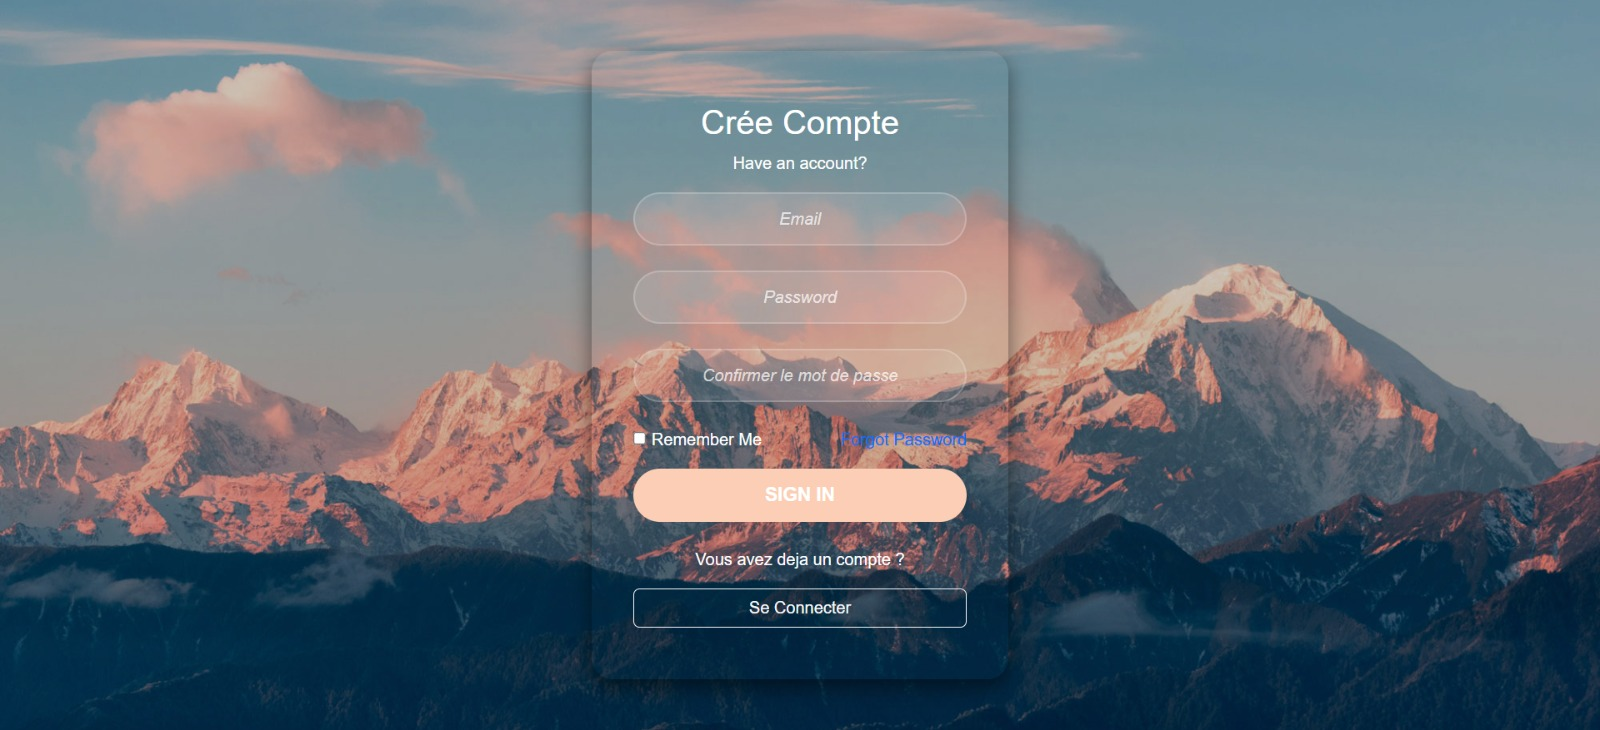 Crée Compte
Have an account?
Email
Password
Confirmer le mot de passe
Remember Me Forgot Password
SIGN IN
Vous avez deja un compte ?
Se Connecter